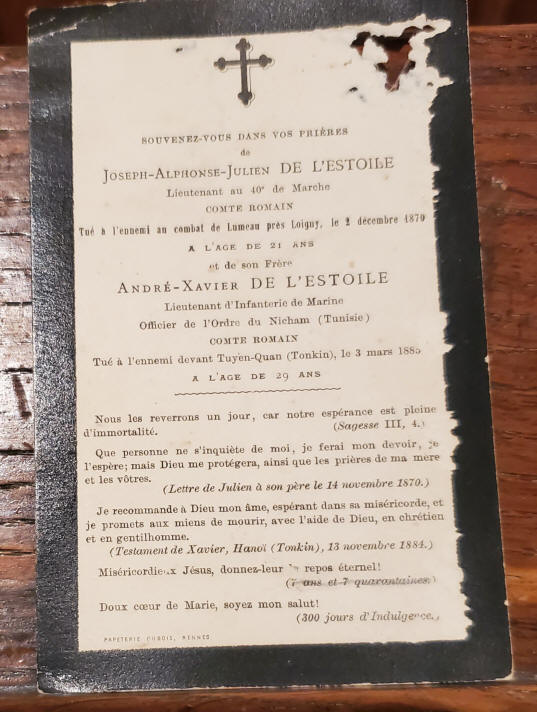 SOUVENEZ-VOUS DANS VOS PRIÈRES
de
JOSEPH-ALPHONSE-JULIEN DE L'ESTOILE
Lieutenant au 40e de Marche
COMTE ROMAIN
Tué à l'ennemi au combat de Lumeau près Loigny, le 2 décembre 1870
A L'AGE DE 21 ANS
et de son Frère
ANDRÉ-XAVIER DE L'ESTOILE
Lieutenant d'Infanterie de Marine
Officier de l'Ordre du Nicham (Tunisie)
COMTE ROMAIN
Tué à l'ennemi devant Tuyen-Quan (Tonkin), le 3 mars 1885
A L'AGE DE 29 ANS
Nous les reverrons un jour, car notre espérance est pleine
d'immortalité. (Sagesse III, 4.)
Que personne ne s'inquiète de moi, je ferai mon devoir, je
l'espère; mais Dieu me protégera, ainsi que les prières de ma mère
et les vôtres.
(Lettre de Julien à son père le 14 novembre 1870.)
Je recommande à Dieu mon âme, espérant dans sa miséricorde, et
je promets aux miens de mourir, avec l'aide de Dieu, en chrétien
et en gentilhomme.
(Testament de Xavier, Hanoï (Tonkin), 13 novembre 1884.)
Miséricordieux Jésus, donnez-leur le repos éternel!
(7 ans et 7 quarantaines.)
Doux cœur de Marie, soyez mon salut!
(300 jours d'Indulgence.)
PAPETERIE DUBOIS, RENNES